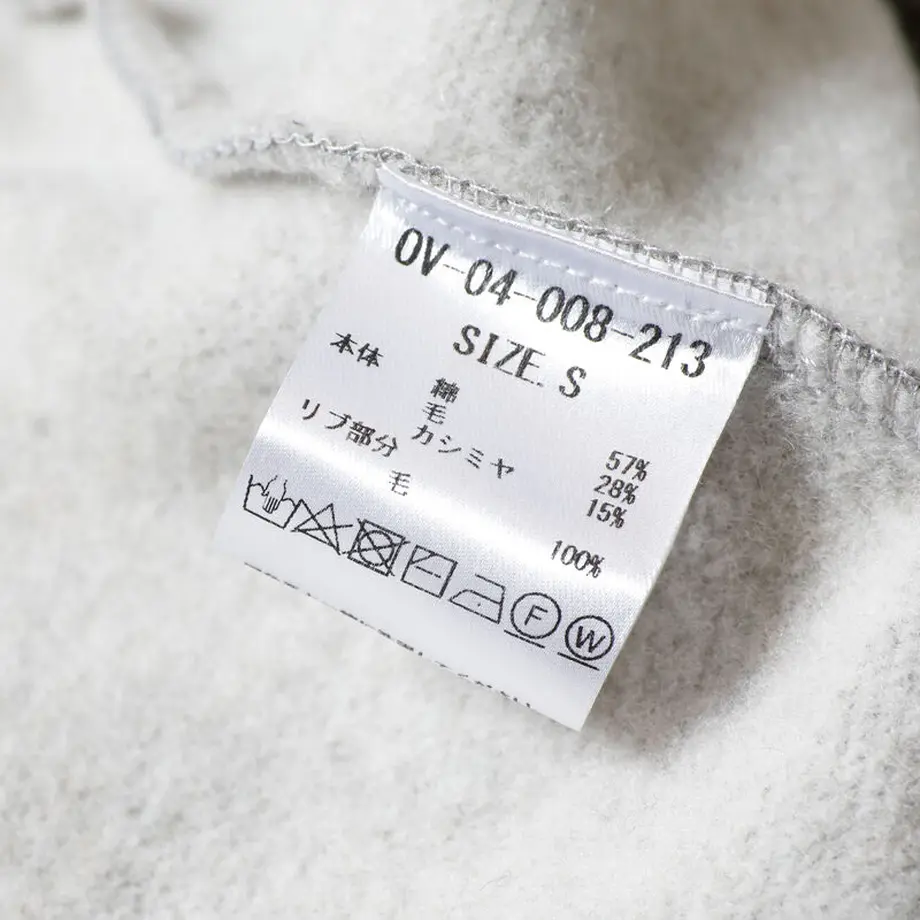 OV-04-008-213
SIZE. S
本体
綿 57%
毛 28%
カシミヤ 15%
リブ部分
毛 100%
F W